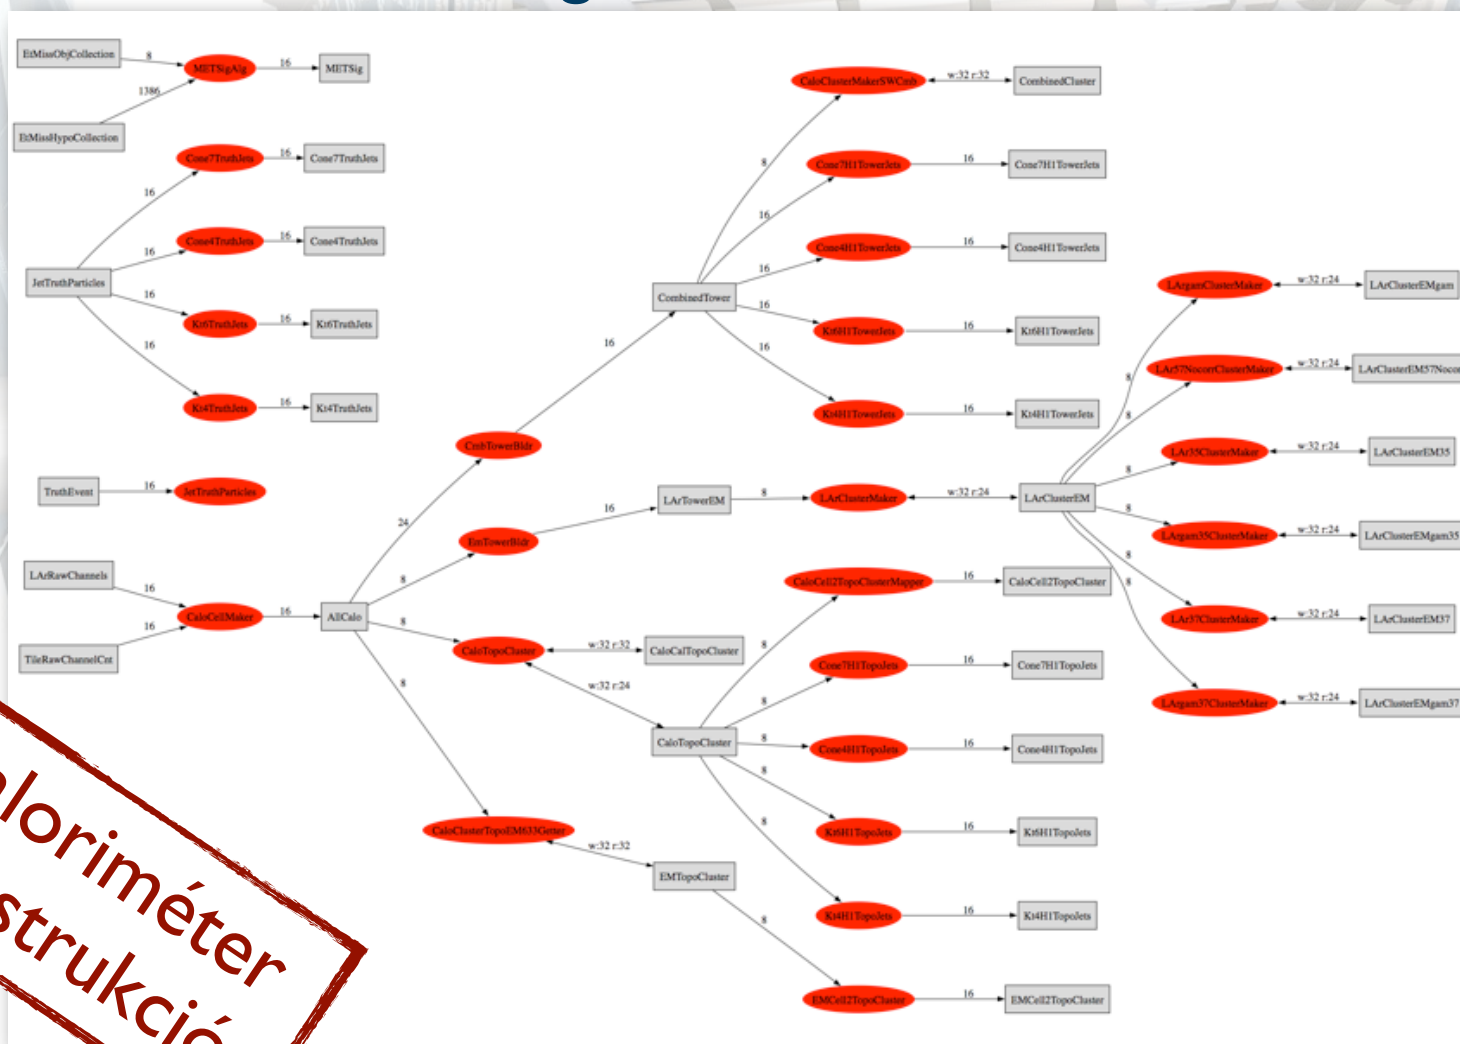 EtMissObjCollection
8
METSigAlg
16
METSig
1386
EtMissHypoCollection
Cone7TruthJets
16
Cone7TruthJets
16
Cone4TruthJets
16
Cone4TruthJets
16
JetTruthParticles
16
Kt6TruthJets
16
Kt6TruthJets
16
Kt4TruthJets
16
Kt4TruthJets
TruthEvent
16
JetTruthParticles
LArRawChannels
16
CaloCellMaker
16
AllCalo
16
TileRawChannelCnt
24
CmbTowerBldr
16
CombinedTower
8
EmTowerBldr
16
LArTowerEM
8
LArClusterMaker
w:32 r:24
LArClusterEM
8
CaloTopoCluster
w:32 r:32
CaloCalTopoCluster
w:32 r:24
CaloTopoCluster
8
CaloClusterTopoEM633Getter
w:32 r:32
EMTopoCluster
8
CaloClusterMakerSWCmb
w:32 r:32
CombinedCluster
16
Cone7H1TowerJets
16
Cone7H1TowerJets
16
Cone4H1TowerJets
16
Cone4H1TowerJets
16
Kt6H1TowerJets
16
Kt6H1TowerJets
16
Kt4H1TowerJets
16
Kt4H1TowerJets
8
CaloCell2TopoClusterMapper
16
CaloCell2TopoCluster
8
Cone7H1TopoJets
16
Cone7H1TopoJets
8
Cone4H1TopoJets
16
Cone4H1TopoJets
8
Kt6H1TopoJets
16
Kt6H1TopoJets
8
Kt4H1TopoJets
16
Kt4H1TopoJets
8
EMCell2TopoCluster
16
EMCell2TopoCluster
8
LArgamClusterMaker
w:32 r:24
LArClusterEMgam
8
LAr57NocorrClusterMaker
w:32 r:24
LArClusterEM57Nocor
8
LAr35ClusterMaker
w:32 r:24
LArClusterEM35
8
LArgam35ClusterMaker
w:32 r:24
LArClusterEMgam35
8
LAr37ClusterMaker
w:32 r:24
LArClusterEM37
8
LArgam37ClusterMaker
w:32 r:24
LArClusterEMgam37
loriméter
strukció